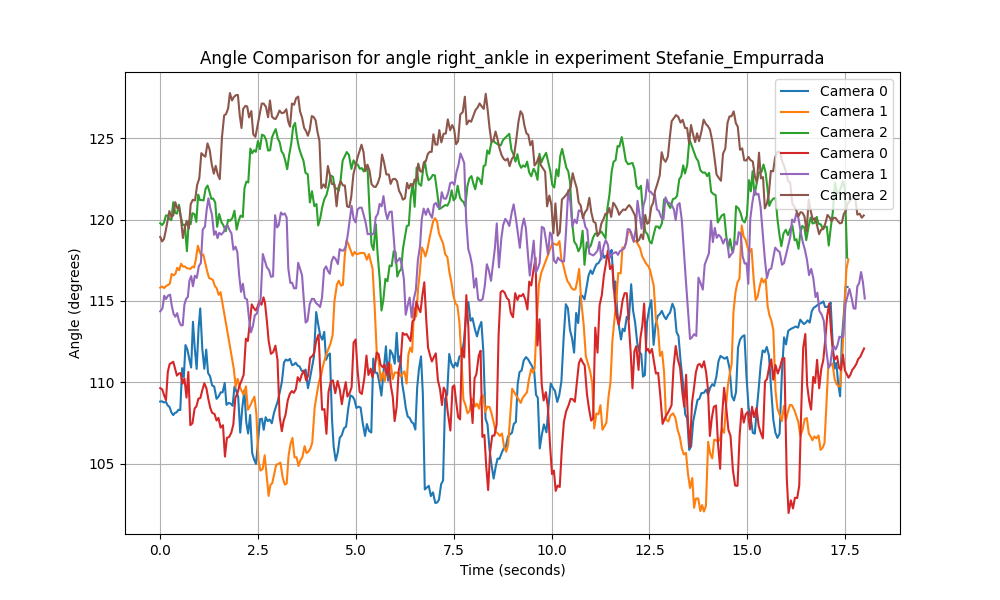 Angle Comparison for angle right_ankle in experiment Stefanie_Empurrada
Camera 0
Camera 1
Camera 2
Camera 0
Camera 1
Camera 2
Angle (degrees)
125
120
115
110
105
0.0 2.5 5.0 7.5 10.0 12.5 15.0 17.5
Time (seconds)